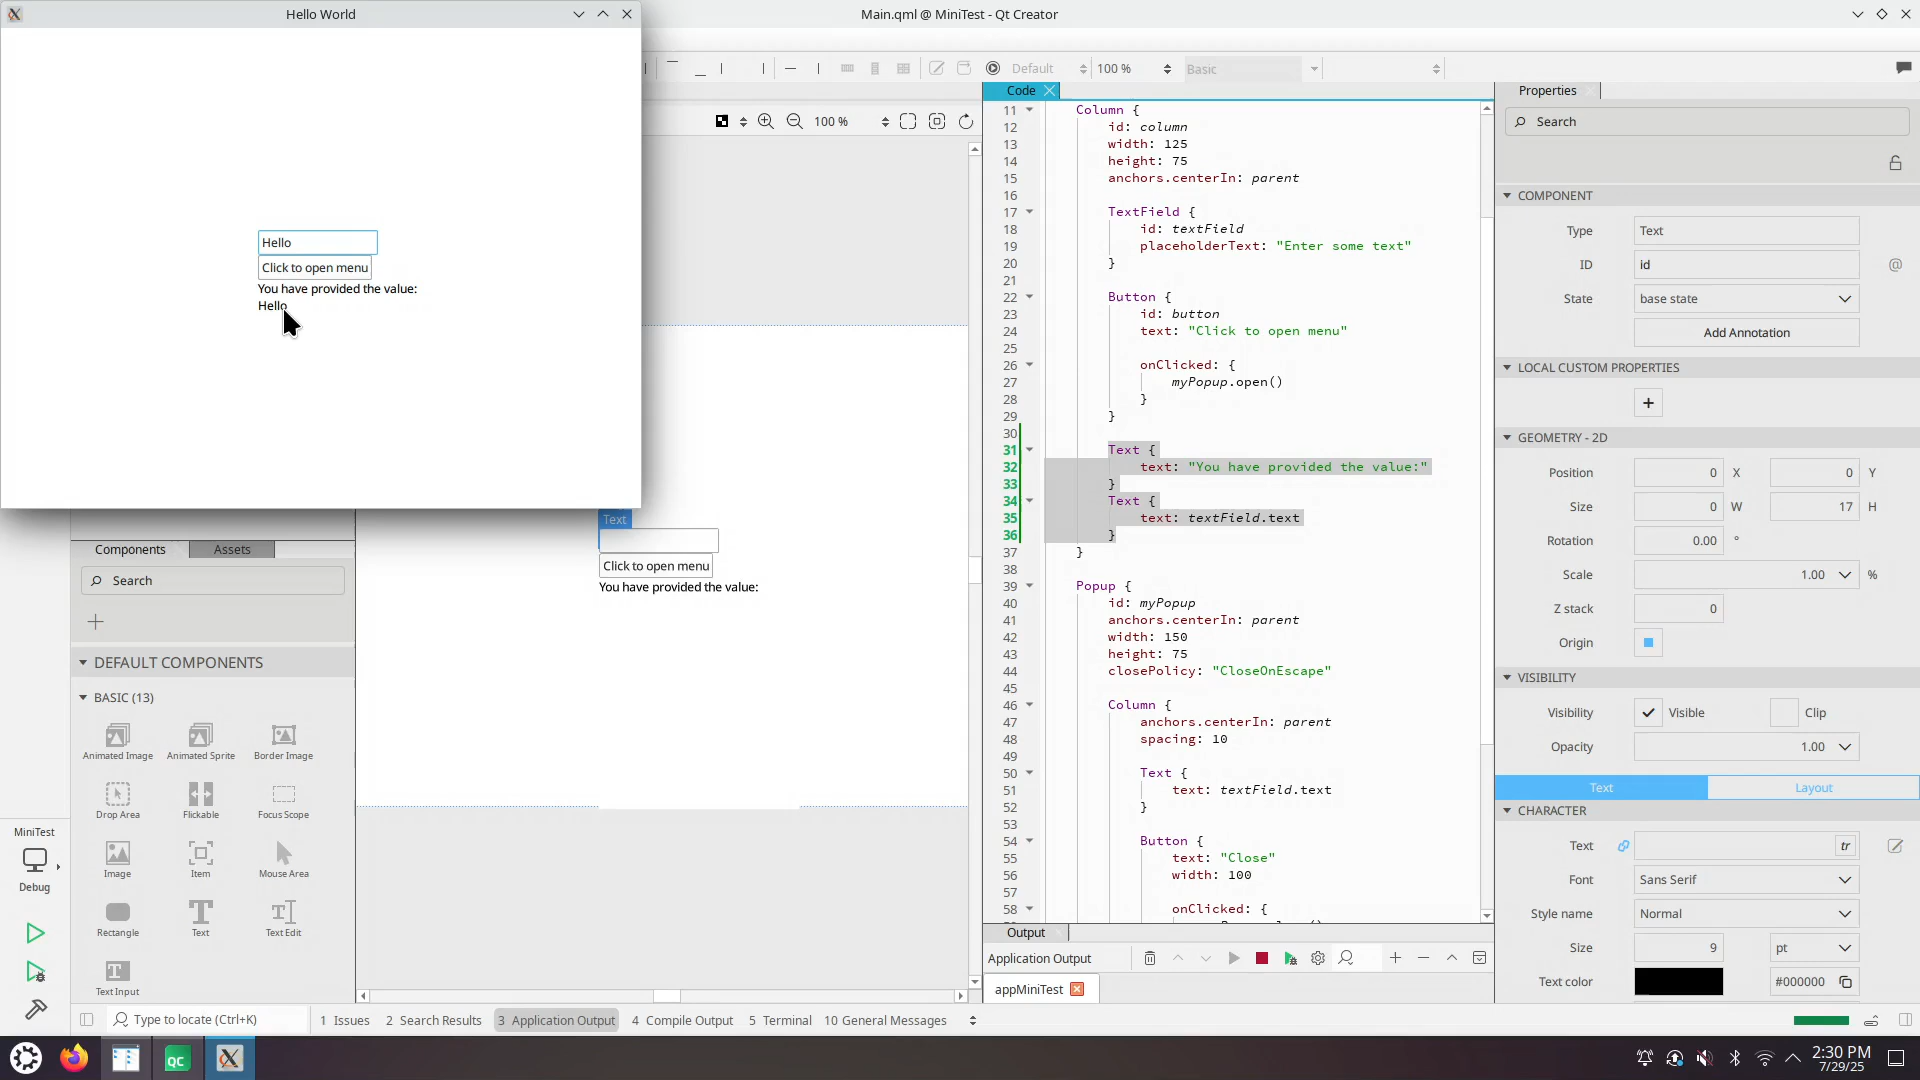 Hello World
Main.qml @ MiniTest - Qt Creator
Hello
Click to open menu
You have provided the value:
Hello
Default
100 %
Basic
100 %
Text
Click to open menu
You have provided the value:
Components
Assets
Search
DEFAULT COMPONENTS
BASIC (13)
Animated Image
Animated Sprite
Border Image
Drop Area
Flickable
Focus Scope
Image
Item
Mouse Area
Rectangle
Text
Text Edit
Text Input
MiniTest
Debug
Code
11 Column {
12 id: column
13 width: 125
14 height: 75
15 anchors.centerIn: parent
16
17 TextField {
18 id: textField
19 placeholderText: "Enter some text"
20 }
21
22 Button {
23 id: button
24 text: "Click to open menu"
25
26 onClicked: {
27 myPopup.open()
28 }
29 }
30
31 Text {
32 text: "You have provided the value:"
33 }
34 Text {
35 text: textField.text
36 }
37 }
38
39 Popup {
40 id: myPopup
41 anchors.centerIn: parent
42 width: 150
43 height: 75
44 closePolicy: "CloseOnEscape"
45
46 Column {
47 anchors.centerIn: parent
48 spacing: 10
49
50 Text {
51 text: textField.text
52 }
53
54 Button {
55 text: "Close"
56 width: 100
57
58 onClicked: {
Output
Application Output
appMiniTest
Properties
Search
COMPONENT
Type Text
ID id @
State base state
Add Annotation
LOCAL CUSTOM PROPERTIES
GEOMETRY - 2D
Position 0 X 0 Y
Size 0 W 17 H
Rotation 0.00 °
Scale 1.00 %
Z stack 0
Origin
VISIBILITY
Visibility Visible Clip
Opacity 1.00
Text Layout
CHARACTER
Text tr
Font Sans Serif
Style name Normal
Size 9 pt
Text color #000000
Type to locate (Ctrl+K)
1 Issues
2 Search Results
3 Application Output
4 Compile Output
5 Terminal
10 General Messages
QC
2:30 PM
7/29/25